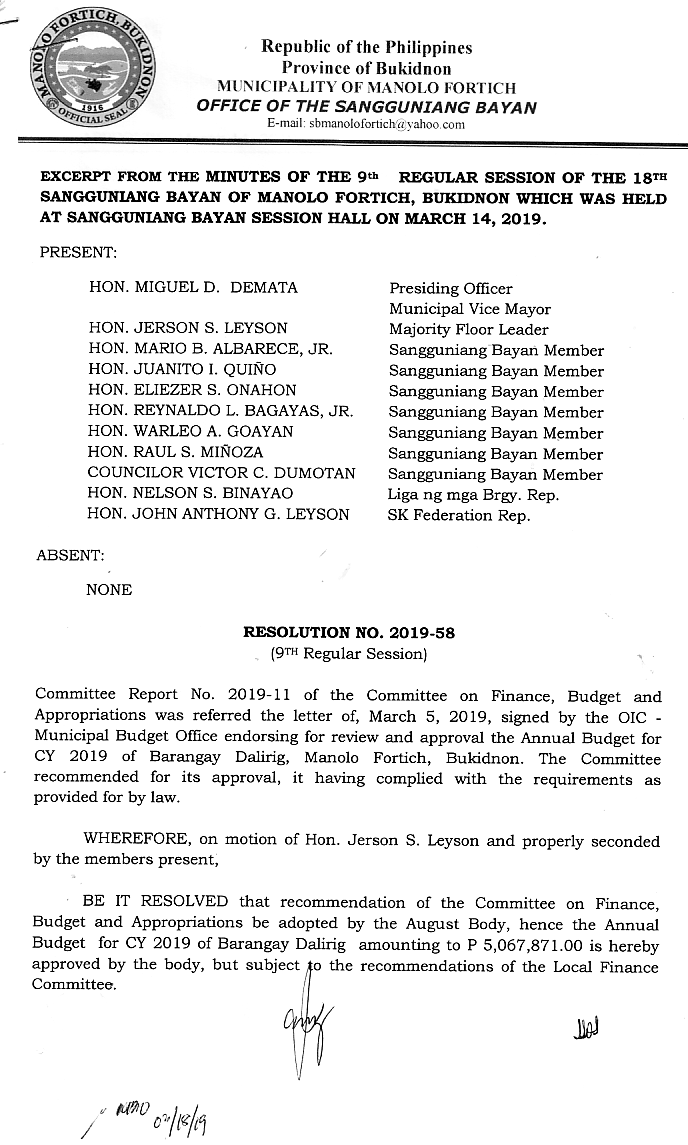 MANOLO FORTICH, BUKIDNON
1916
OFFICIAL SEAL
Republic of the Philippines
Province of Bukidnon
MUNICIPALITY OF MANOLO FORTICH
OFFICE OF THE SANGGUNIANG BAYAN
E-mail: sbmanolofortich@yahoo.com
EXCERPT FROM THE MINUTES OF THE 9th REGULAR SESSION OF THE 18TH
SANGGUNIANG BAYAN OF MANOLO FORTICH, BUKIDNON WHICH WAS HELD
AT SANGGUNIANG BAYAN SESSION HALL ON MARCH 14, 2019.
PRESENT:
HON. MIGUEL D. DEMATA Presiding Officer
Municipal Vice Mayor
HON. JERSON S. LEYSON Majority Floor Leader
HON. MARIO B. ALBARECE, JR. Sangguniang Bayan Member
HON. JUANITO I. QUIÑO Sangguniang Bayan Member
HON. ELIEZER S. ONAHON Sangguniang Bayan Member
HON. REYNALDO L. BAGAYAS, JR. Sangguniang Bayan Member
HON. WARLEO A. GOAYAN Sangguniang Bayan Member
HON. RAUL S. MIÑOZA Sangguniang Bayan Member
COUNCILOR VICTOR C. DUMOTAN Sangguniang Bayan Member
HON. NELSON S. BINAYAO Liga ng mga Brgy. Rep.
HON. JOHN ANTHONY G. LEYSON SK Federation Rep.
ABSENT:
NONE
RESOLUTION NO. 2019-58
(9TH Regular Session)
Committee Report No. 2019-11 of the Committee on Finance, Budget and
Appropriations was referred the letter of, March 5, 2019, signed by the OIC -
Municipal Budget Office endorsing for review and approval the Annual Budget for
CY 2019 of Barangay Dalirig, Manolo Fortich, Bukidnon. The Committee
recommended for its approval, it having complied with the requirements as
provided for by law.
WHEREFORE, on motion of Hon. Jerson S. Leyson and properly seconded
by the members present,
BE IT RESOLVED that recommendation of the Committee on Finance,
Budget and Appropriations be adopted by the August Body, hence the Annual
Budget for CY 2019 of Barangay Dalirig amounting to P 5,067,871.00 is hereby
approved by the body, but subject to the recommendations of the Local Finance
Committee.